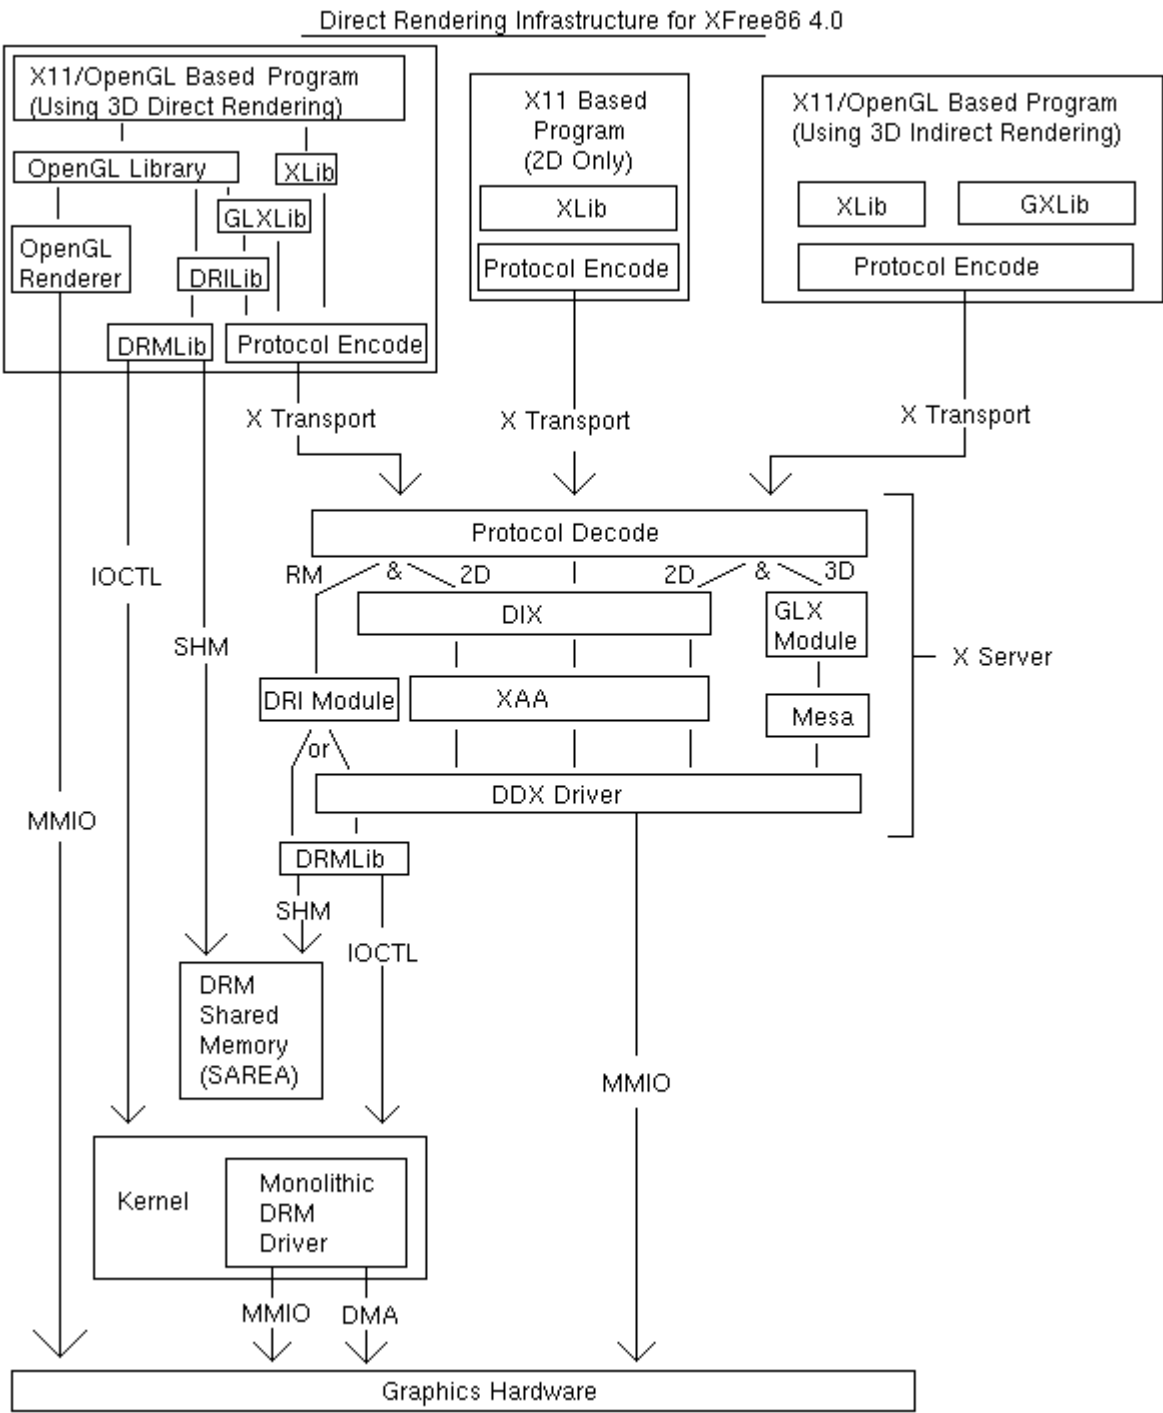 Direct Rendering Infrastructure for XFree86 4.0
X11/OpenGL Based Program
(Using 3D Direct Rendering)
OpenGL Library
XLib
GLXLib
OpenGL
Renderer
DRILib
DRMLib
Protocol Encode
X11 Based
Program
(2D Only)
XLib
Protocol Encode
X11/OpenGL Based Program
(Using 3D Indirect Rendering)
XLib
GXLib
Protocol Encode
X Transport
X Transport
X Transport
Protocol Decode
RM
&
2D
2D
&
3D
IOCTL
DIX
GLX
Module
SHM
X Server
DRI Module
XAA
Mesa
or
DDX Driver
MMIO
DRMLib
SHM
IOCTL
DRM
Shared
Memory
(SAREA)
MMIO
Kernel
Monolithic
DRM
Driver
MMIO
DMA
Graphics Hardware